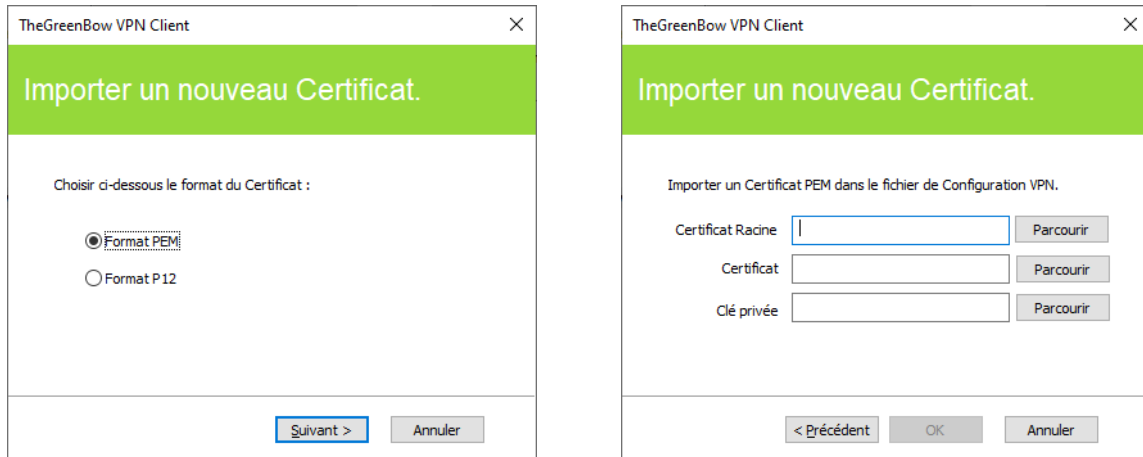 TheGreenBow VPN Client
Importer un nouveau Certificat.
Choisir ci-dessous le format du Certificat :
Format PEM
Format P12
Suivant >
Annuler
TheGreenBow VPN Client
Importer un nouveau Certificat.
Importer un Certificat PEM dans le fichier de Configuration VPN.
Certificat Racine
Parcourir
Certificat
Parcourir
Clé privée
Parcourir
< Précédent
OK
Annuler